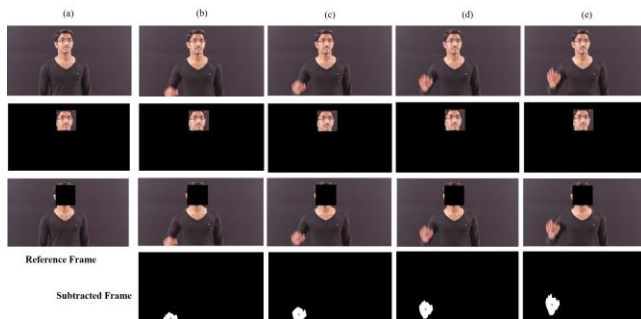 (a) (b) (c) (d) (e)
Reference Frame
Subtracted Frame